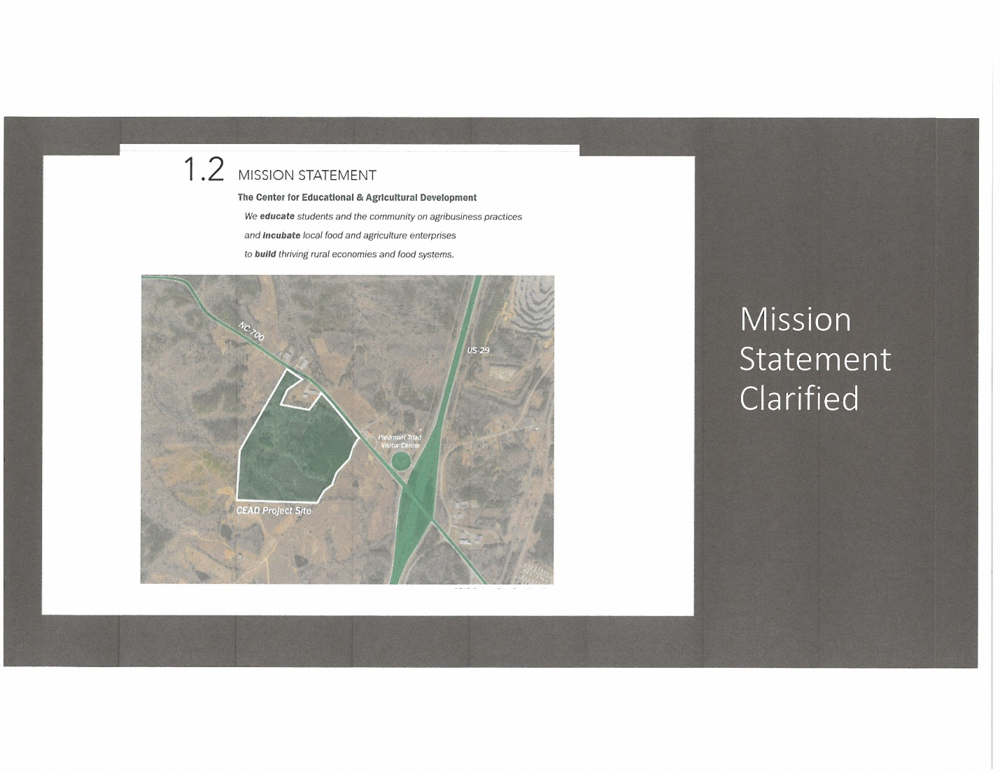 1.2 MISSION STATEMENT
The Center for Educational & Agricultural Development
We educate students and the community on agribusiness practices
and incubate local food and agriculture enterprises
to build thriving rural economies and food systems.
NC-700
US-29
Piedmont Triad
Visitor Center
CEAD Project Site
Mission
Statement
Clarified